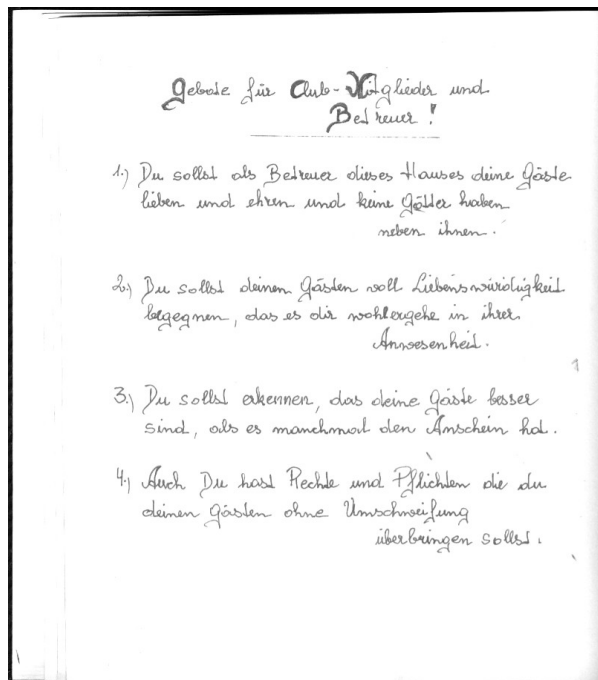 Gebote für Club-Mitglieder und
Betreuer!
1.) Du sollst als Betreuer dieses Hauses deine Gäste
lieben und ehren und keine Götter haben
neben ihnen.
2.) Du sollst deinen Gästen voll Liebenswürdigkeit
begegnen, das es dir wohlergehe in ihrer
Anwesenheit.
3.) Du sollst erkennen, das deine Gäste besser
sind, als es manchmal den Anschein hat.
4.) Auch Du hast Rechte und Pflichten die du
deinen Gästen ohne Umschweifung
überbringen sollst.